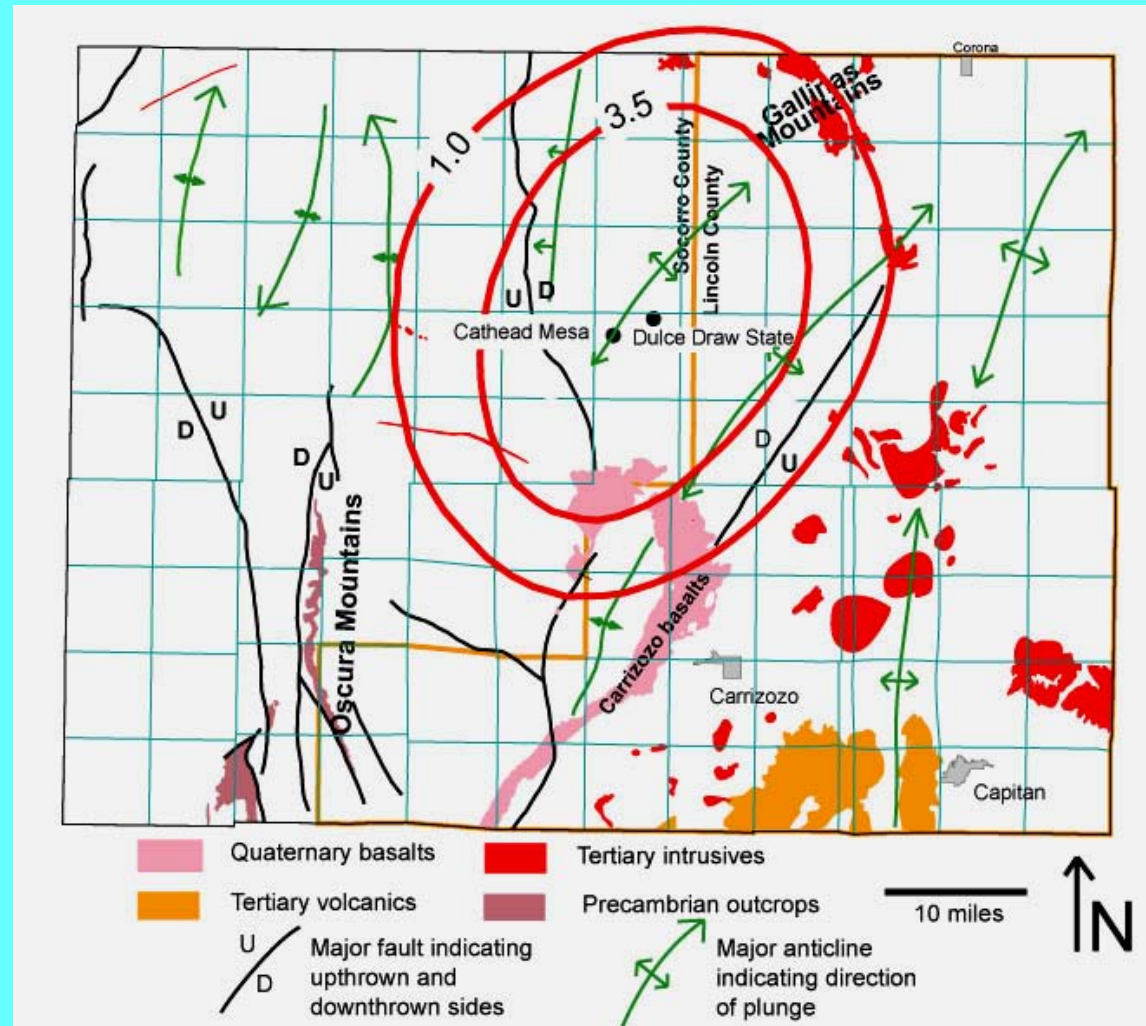 Corona
Gallinas
Mountains
3.5
1.0
Socorro County
Lincoln County
U
D
Cathead Mesa
Dulce Draw State
U
D
D
U
D
U
Oscura Mountains
Carrizozo basalts
Carrizozo
Capitan
Quaternary basalts
Tertiary intrusives
Tertiary volcanics
Precambrian outcrops
10 miles
N
U
D
Major fault indicating
upthrown and
downthrown sides
Major anticline
indicating direction
of plunge